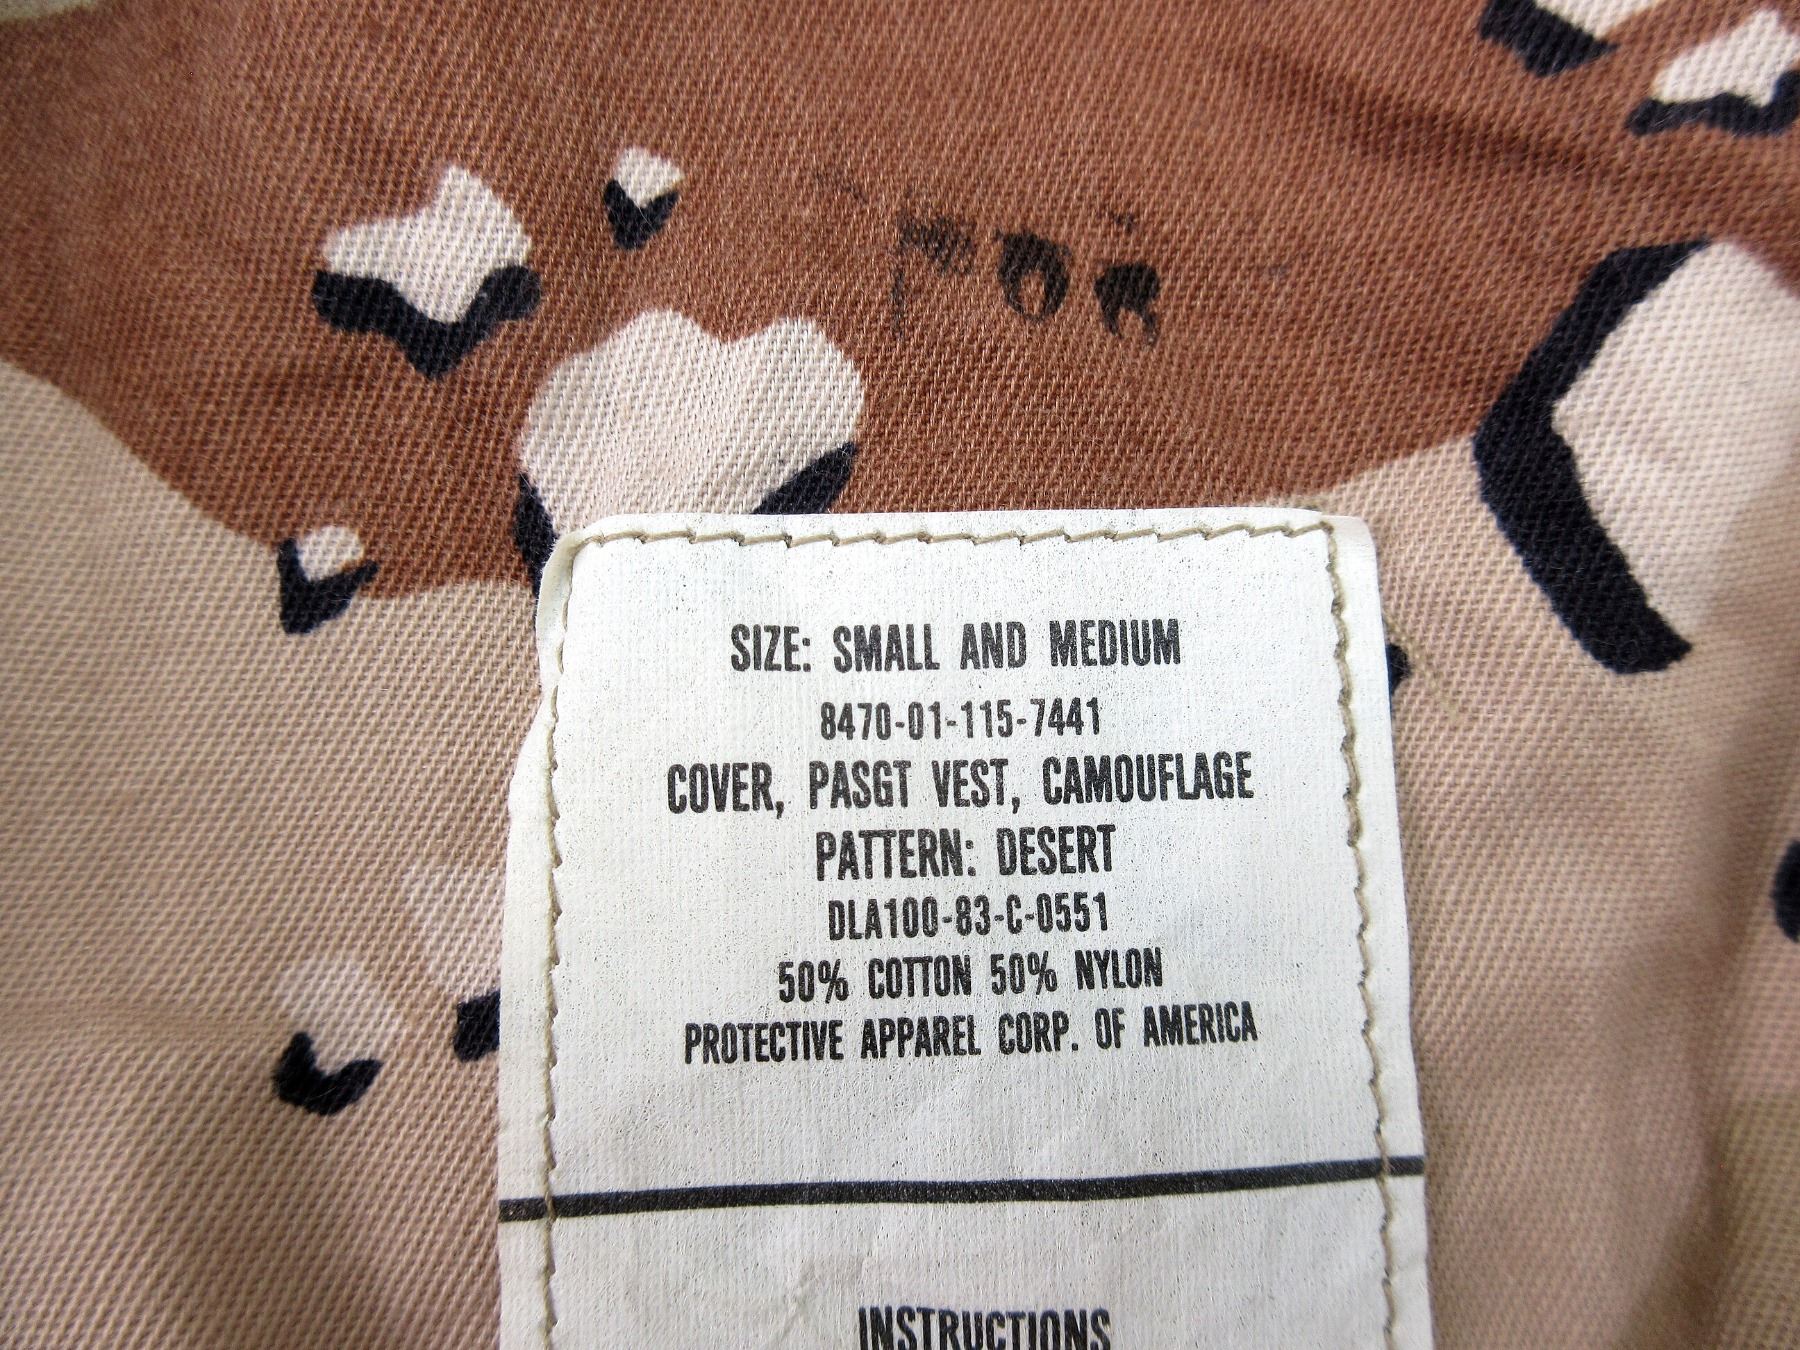 SIZE: SMALL AND MEDIUM
8470-01-115-7441
COVER, PASGT VEST, CAMOUFLAGE
PATTERN: DESERT
DLA100-83-C-0551
50% COTTON 50% NYLON
PROTECTIVE APPAREL CORP. OF AMERICA
INSTRUCTIONS